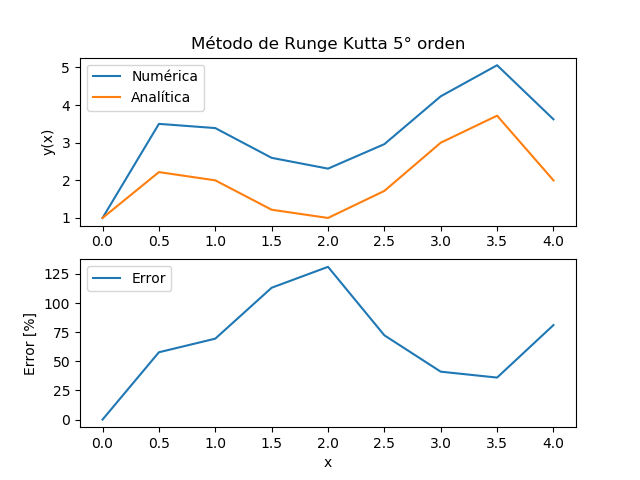 Método de Runge Kutta 5° orden
y(x)
5
4
3
2
1
Numérica
Analítica
0.0 0.5 1.0 1.5 2.0 2.5 3.0 3.5 4.0
Error [%]
125
100
75
50
25
0
Error
0.0 0.5 1.0 1.5 2.0 2.5 3.0 3.5 4.0
x